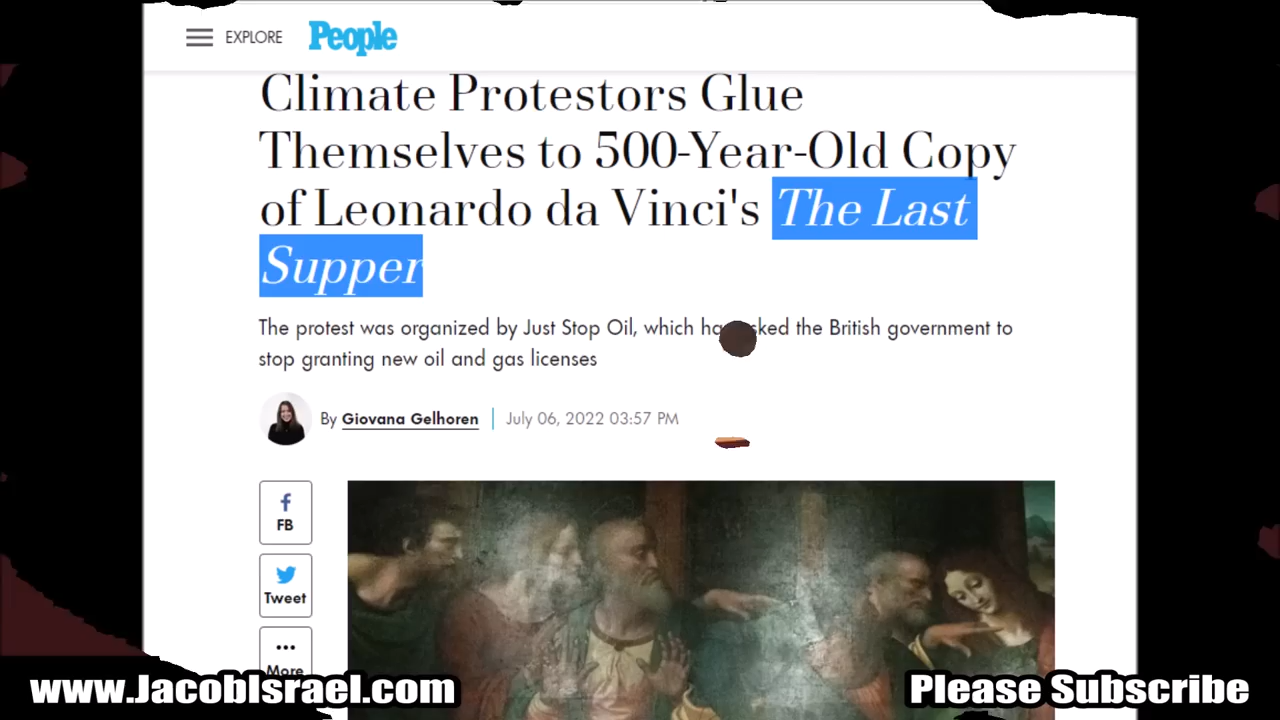 EXPLORE People
Climate Protestors Glue
Themselves to 500-Year-Old Copy
of Leonardo da Vinci's The Last
Supper
The protest was organized by Just Stop Oil, which the British government to
stop granting new oil and gas licenses
By Giovana Gelhoren | July 06, 2022 03:57 PM
FB
Tweet
More
www.JacobIsrael.com Please Subscribe